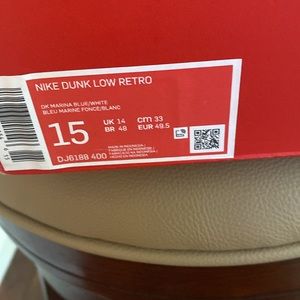 NIKE DUNK LOW RETRO
DK MARINA BLUE/WHITE
BLEU MARINE FONCÉ/BLANC
15
UK 14
BR 48
cm 33
EUR 49.5
DJ6188 400